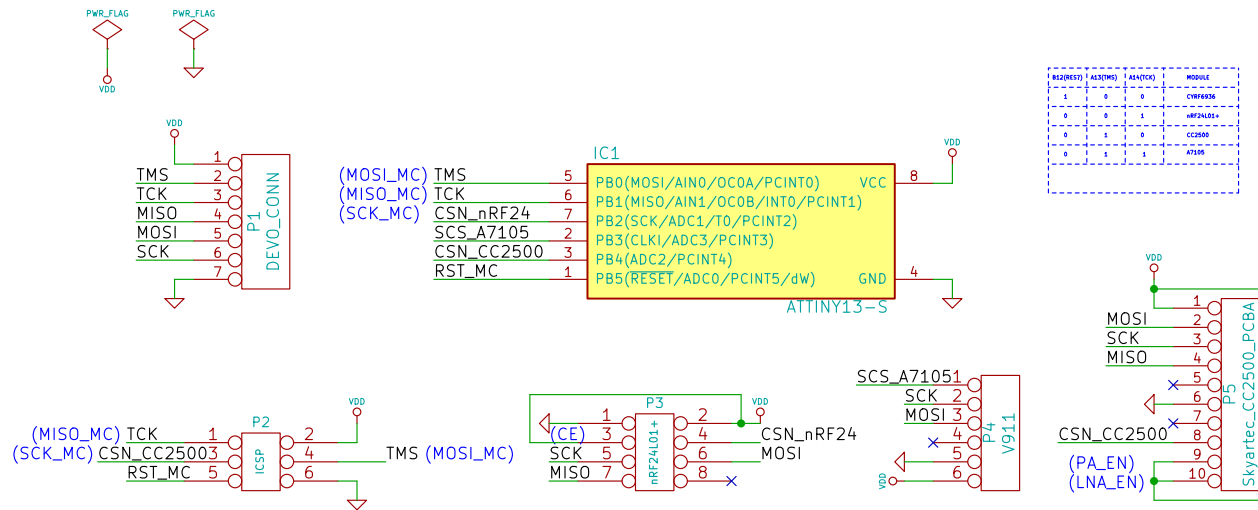 PWR_FLAG
PWR_FLAG
VDD
B12(RES?) A13(TMS) A14(TCK) MODULE
1 0 0 CYRF6936
0 0 1 nRF24L01+
0 1 0 CC2500
0 1 1 A7105
VDD
1
TMS 2
TCK 3
MISO 4
MOSI 5
SCK 6
7
P1
DEVO_CONN
IC1
VDD
(MOSI_MC) TMS 5 PB0(MOSI/AIN0/OC0A/PCINT0) VCC 8
(MISO_MC) TCK 6 PB1(MISO/AIN1/OC0B/INT0/PCINT1)
(SCK_MC) CSN_nRF24 7 PB2(SCK/ADC1/T0/PCINT2)
SCS_A7105 2 PB3(CLKI/ADC3/PCINT3)
CSN_CC2500 3 PB4(ADC2/PCINT4)
RST_MC 1 PB5(RESET/ADC0/PCINT5/dW) GND 4
ATTINY13-S
P2
VDD
(MISO_MC) TCK 1 2
(SCK_MC) CSN_CC2500 3 4 TMS (MOSI_MC)
RST_MC 5 6
ICSP
P3
VDD
1 2
(CE) 3 4 CSN_nRF24
SCK 5 6 MOSI
MISO 7 8
nRF24L01+
SCS_A7105 1
SCK 2
MOSI 3
4
5
VDD 6
P4
V911
VDD
1
MOSI 2
SCK 3
MISO 4
5
6
7
CSN_CC2500 8
(PA_EN) 9
(LNA_EN) 10
P5
Skyartec_CC2500_PCBA